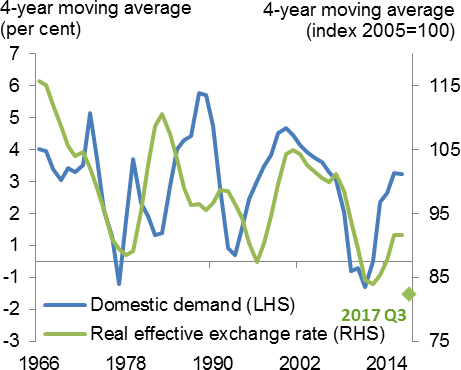 4-year moving average
(per cent)
4-year moving average
(index 2005=100)
7
6
5
4
3
2
1
0
-1
-2
-3
115
105
95
85
75
Domestic demand (LHS)
Real effective exchange rate (RHS)
2017 Q3
1966 1978 1990 2002 2014